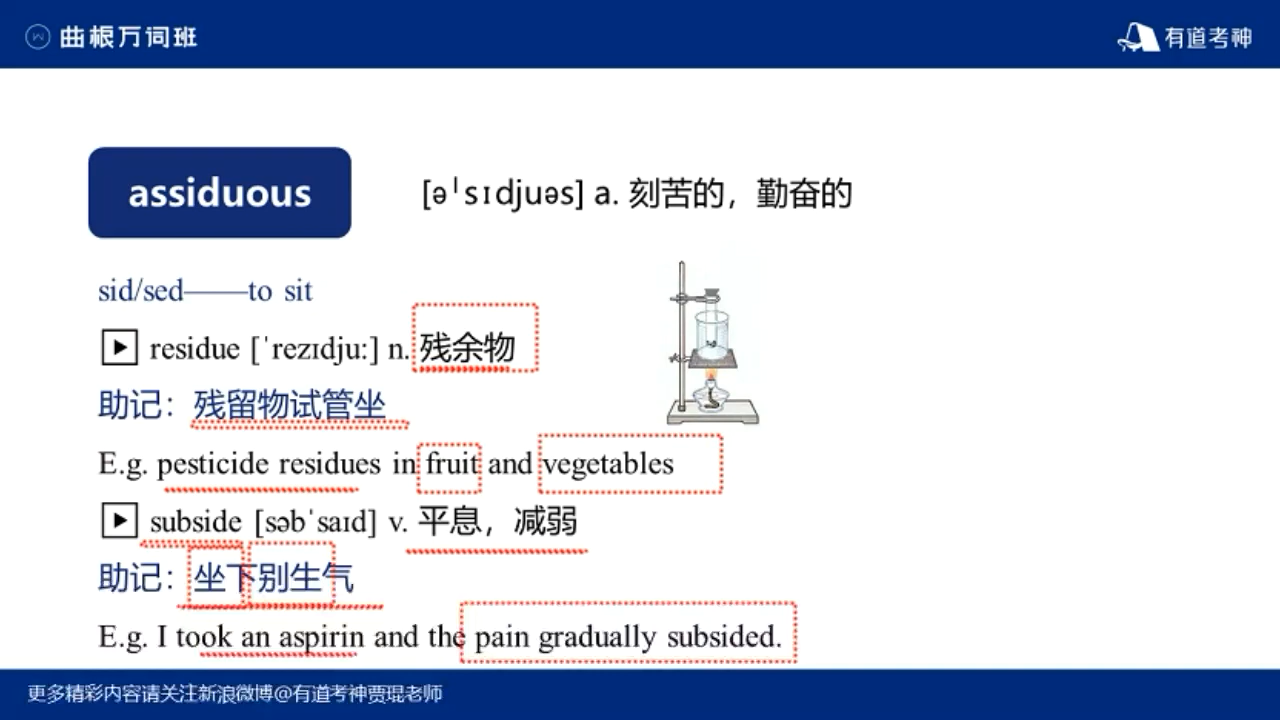 曲根万词班
有道考神
assiduous
[əˈsɪdjuəs] a. 刻苦的，勤奋的
sid/sed——to sit
residue [ˈrezɪdju:] n. 残余物
助记：残留物试管坐
E.g. pesticide residues in fruit and vegetables
subside [səbˈsaɪd] v. 平息，减弱
助记：坐下别生气
E.g. I took an aspirin and the pain gradually subsided.
更多精彩内容请关注新浪微博@有道考神贾琨老师